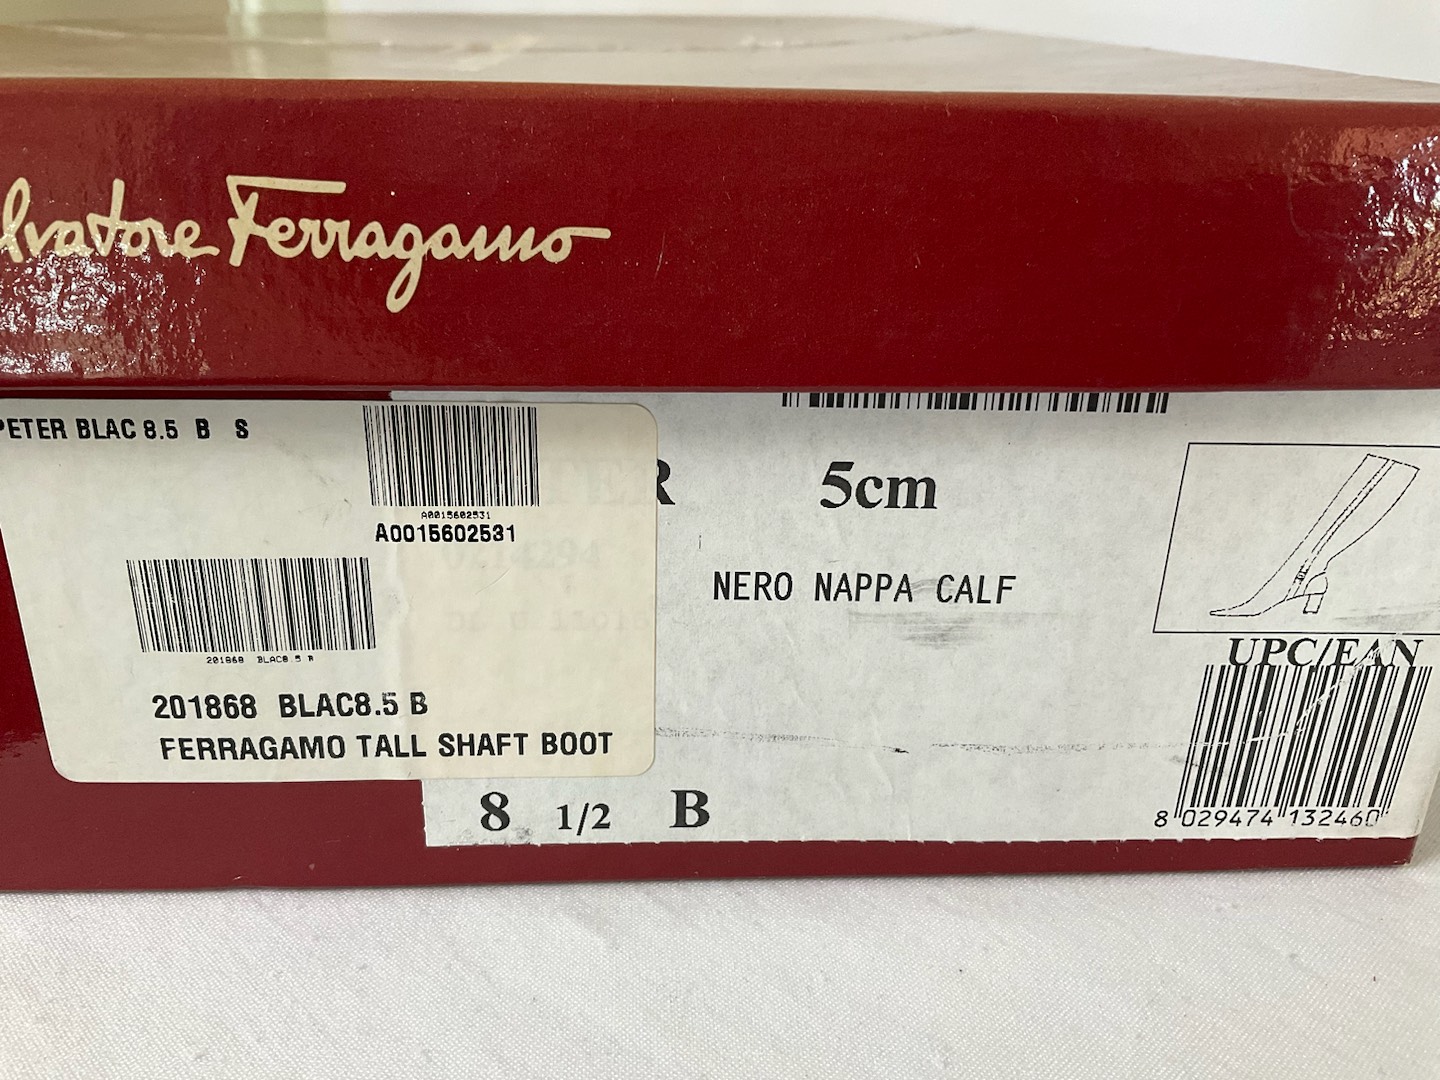 lvatore Ferragamo
PETER BLAC 8.5 B S
A0015602531
A0015602531
201868 BLAC8.5 B
201868 BLAC8.5 B
FERRAGAMO TALL SHAFT BOOT
5cm
NERO NAPPA CALF
8 1/2 B
UPC/EAN
8 029474 132460